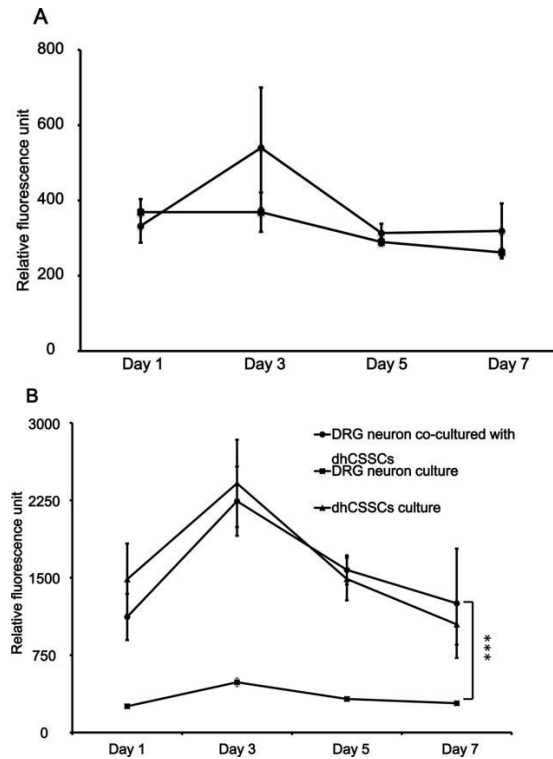 A
Relative fluorescence unit
800
600
400
200
0
Day 1 Day 3 Day 5 Day 7
B
Relative fluorescence unit
3000
2250
1500
750
0
DRG neuron co-cultured with
dhCSSCs
DRG neuron culture
dhCSSCs culture
***
Day 1 Day 3 Day 5 Day 7